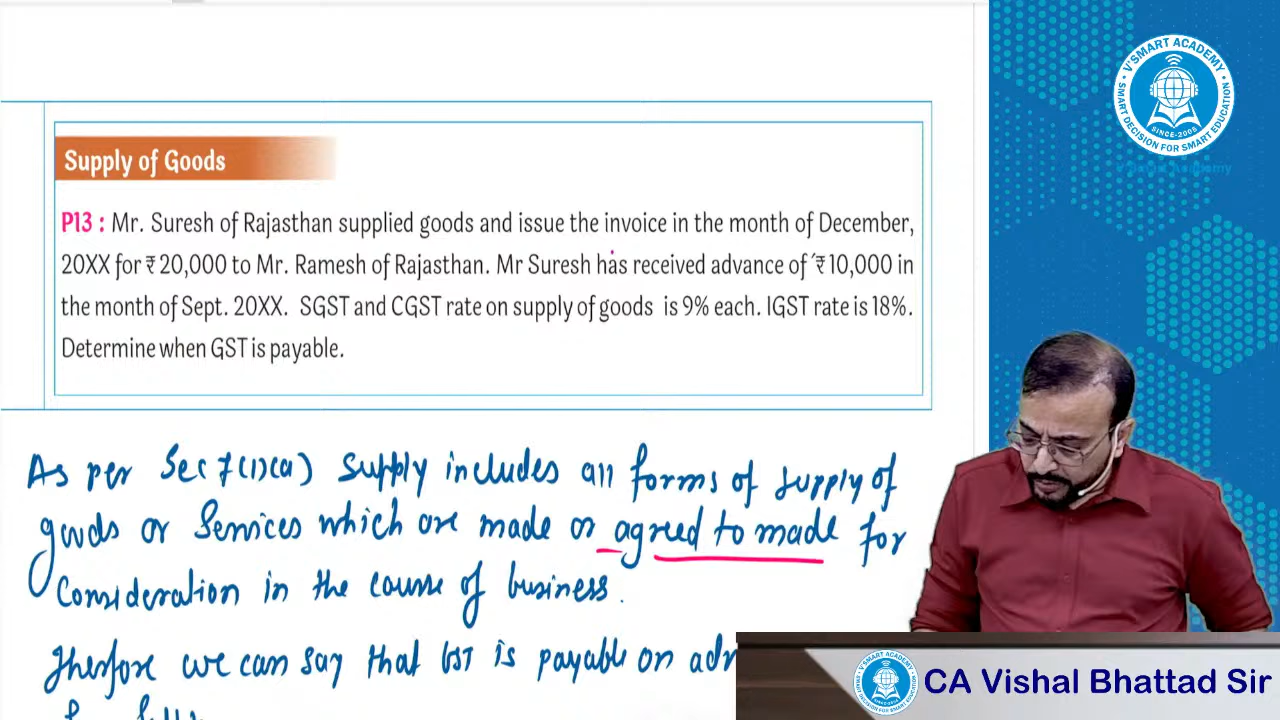 V'SMART ACADEMY
SINCE-2008
SMART DECISION FOR SMART EDUCATION
V'Smart Academy
Supply of Goods
P13 : Mr. Suresh of Rajasthan supplied goods and issue the invoice in the month of December,
20XX for ₹ 20,000 to Mr. Ramesh of Rajasthan. Mr Suresh has received advance of ₹ 10,000 in
the month of Sept. 20XX. SGST and CGST rate on supply of goods is 9% each. IGST rate is 18%.
Determine when GST is payable.
As per Sec 7(1)(a) supply includes all forms of supply of
goods or services which are made or agreed to made for
consideration in the course of business.
Therefore we can say that GST is payable on
CA Vishal Bhattad Sir